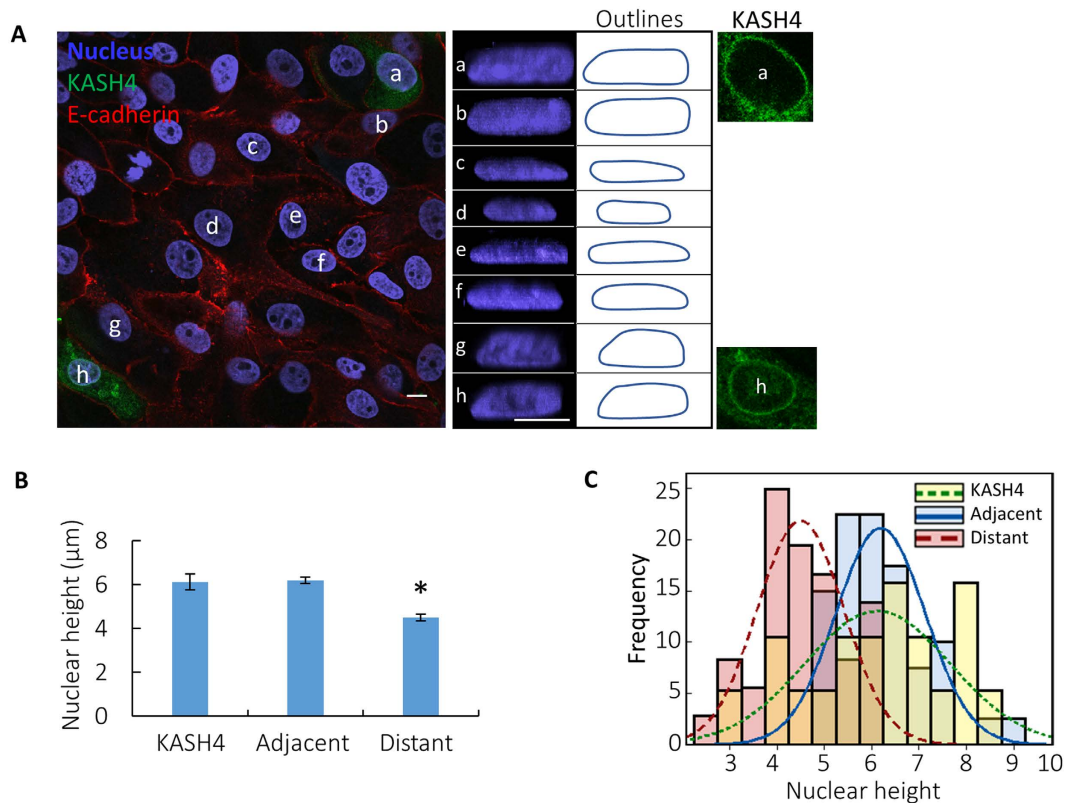 A
Nucleus
KASH4
E-cadherin
a
b
c
d
e
f
g
h
Outlines
a
b
c
d
e
f
g
h
KASH4
a
h
B
Nuclear height (μm)
8
6
4
2
0
*
KASH4 Adjacent Distant
C
Frequency
25
20
15
10
5
0
KASH4
Adjacent
Distant
3 4 5 6 7 8 9 10
Nuclear height